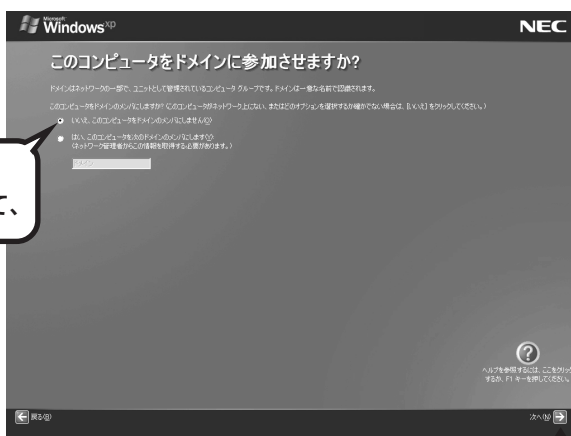 Microsoft
Windows xp
NEC
このコンピュータをドメインに参加させますか?
ドメインはネットワークの一部で、ユニットとして管理されているコンピュータ グループです。ドメインは一意な名前で認識されます。
このコンピュータをドメインのメンバにしますか? (このコンピュータがネットワーク上にない、またはどのオプションを選択するか確かでない場合は、[いいえ] をクリックしてください。)
いいえ、このコンピュータをドメインのメンバにしません(O)
はい、このコンピュータを次のドメインのメンバにします(Y)
(ネットワーク管理者からこの情報を取得する必要があります。)
て、
ヘルプを参照するには、ここをクリック
するか、F1 キーを押してください。
戻る(B)
次へ(N)